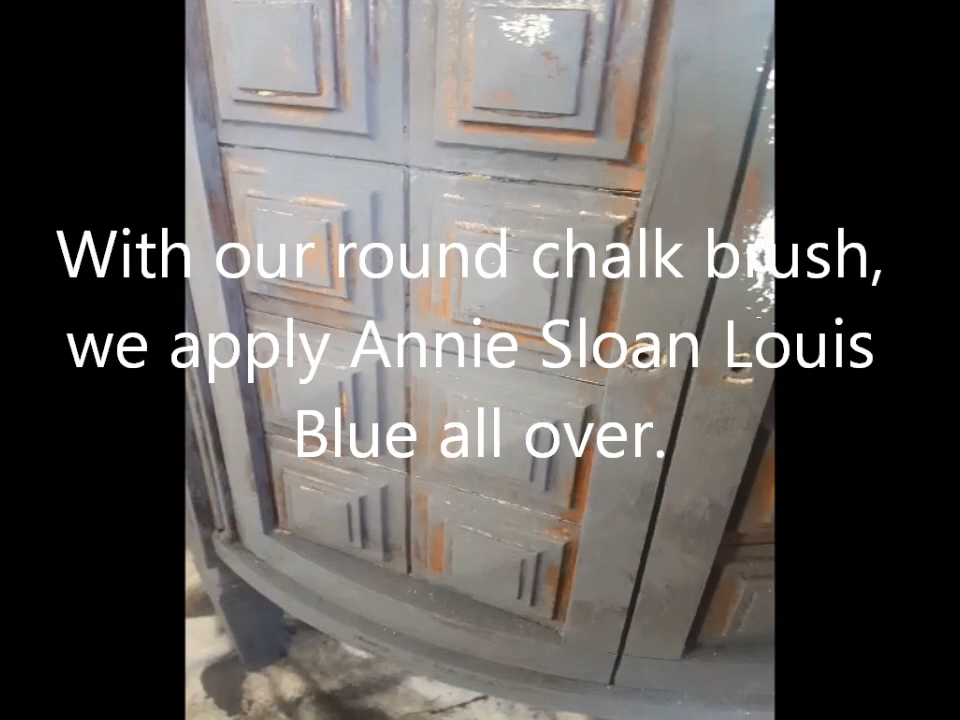 With our round chalk brush,
we apply Annie Sloan Louis
Blue all over.